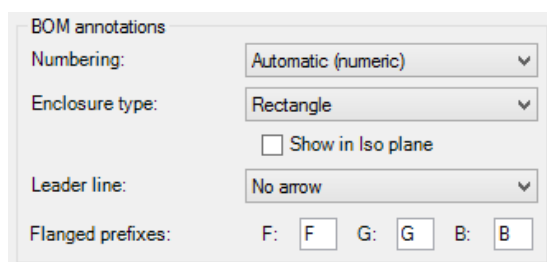 BOM annotations
Numbering: Automatic (numeric)
Enclosure type: Rectangle
Show in Iso plane
Leader line: No arrow
Flanged prefixes: F: F G: G B: B